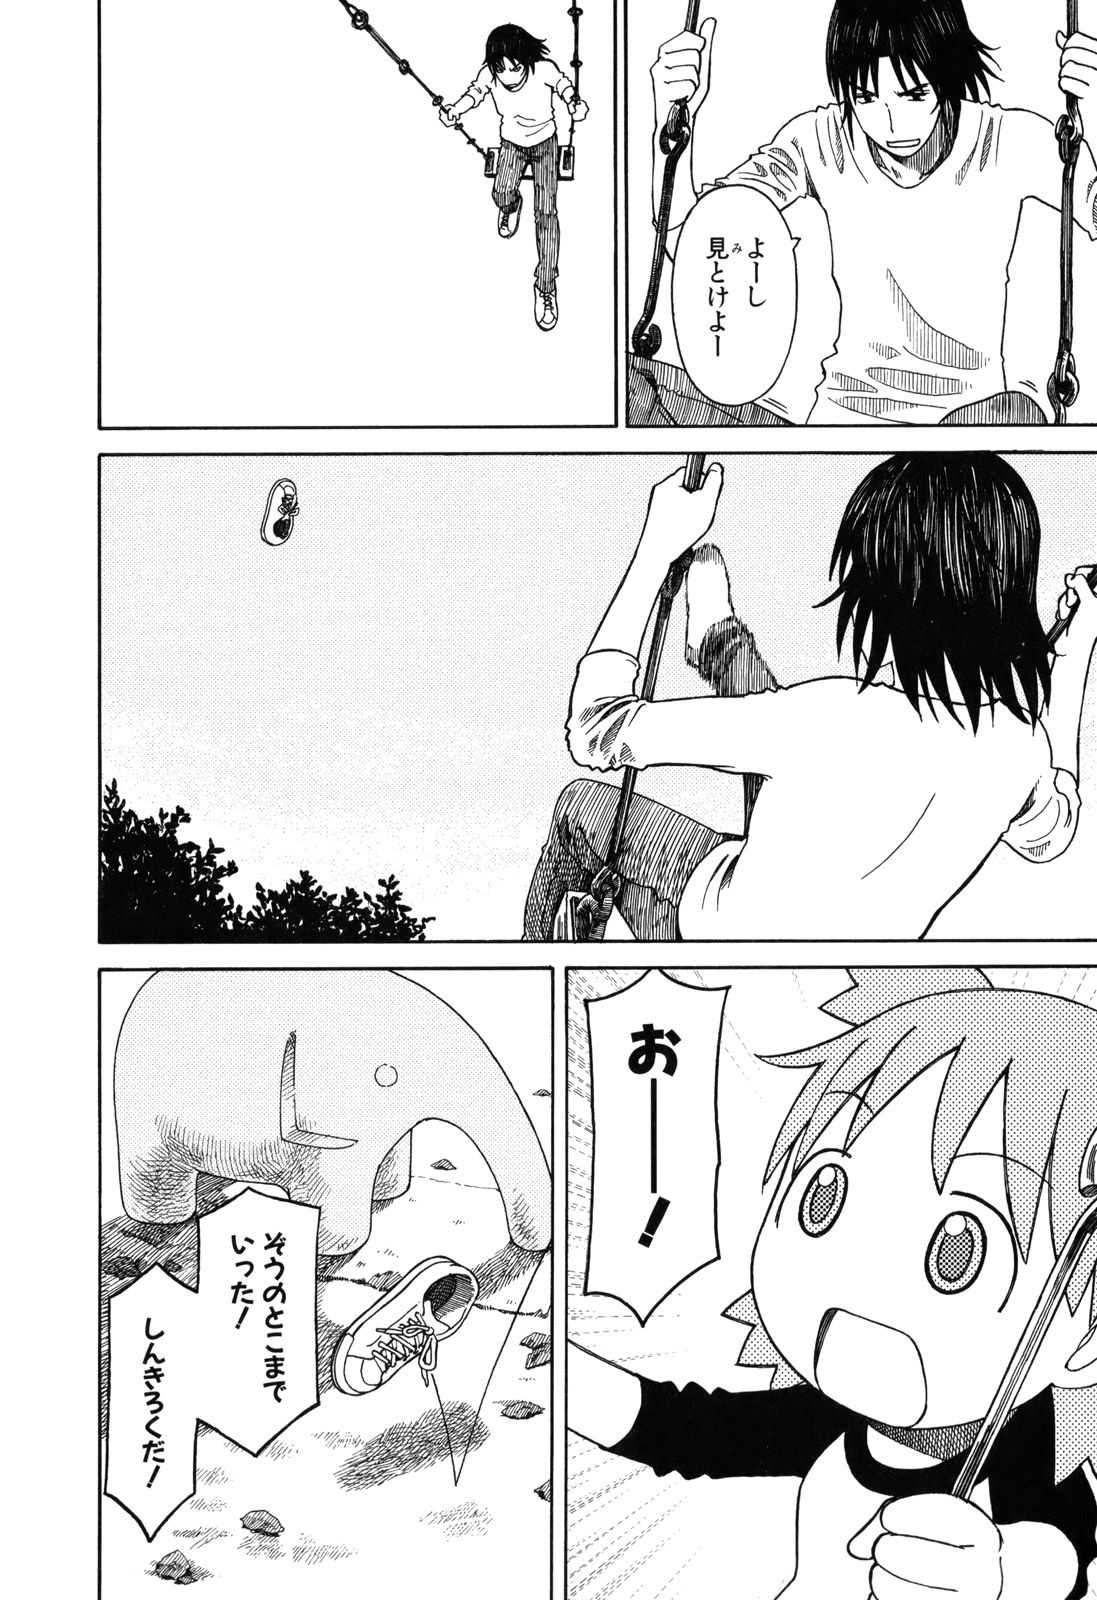 よーし
見とけよー
み
おー！
ぞうのとこまで
いった！
しんきろくだ！